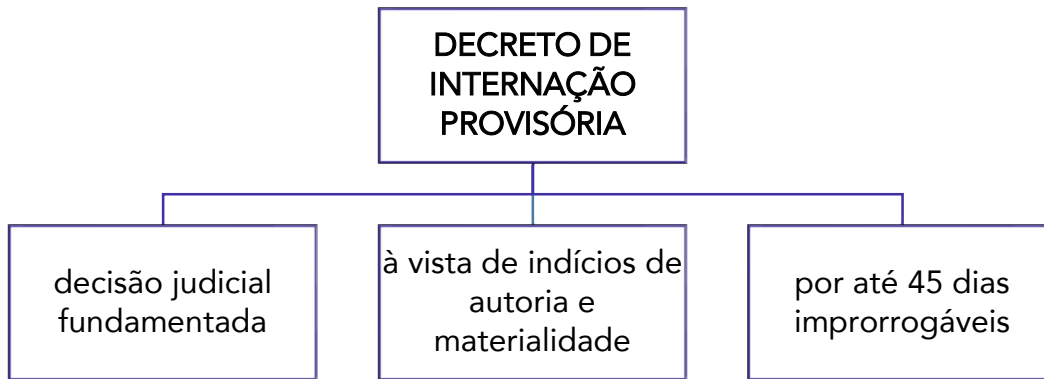 DECRETO DE
INTERNAÇÃO
PROVISÓRIA
decisão judicial
fundamentada
à vista de indícios de
autoria e
materialidade
por até 45 dias
improrrogáveis